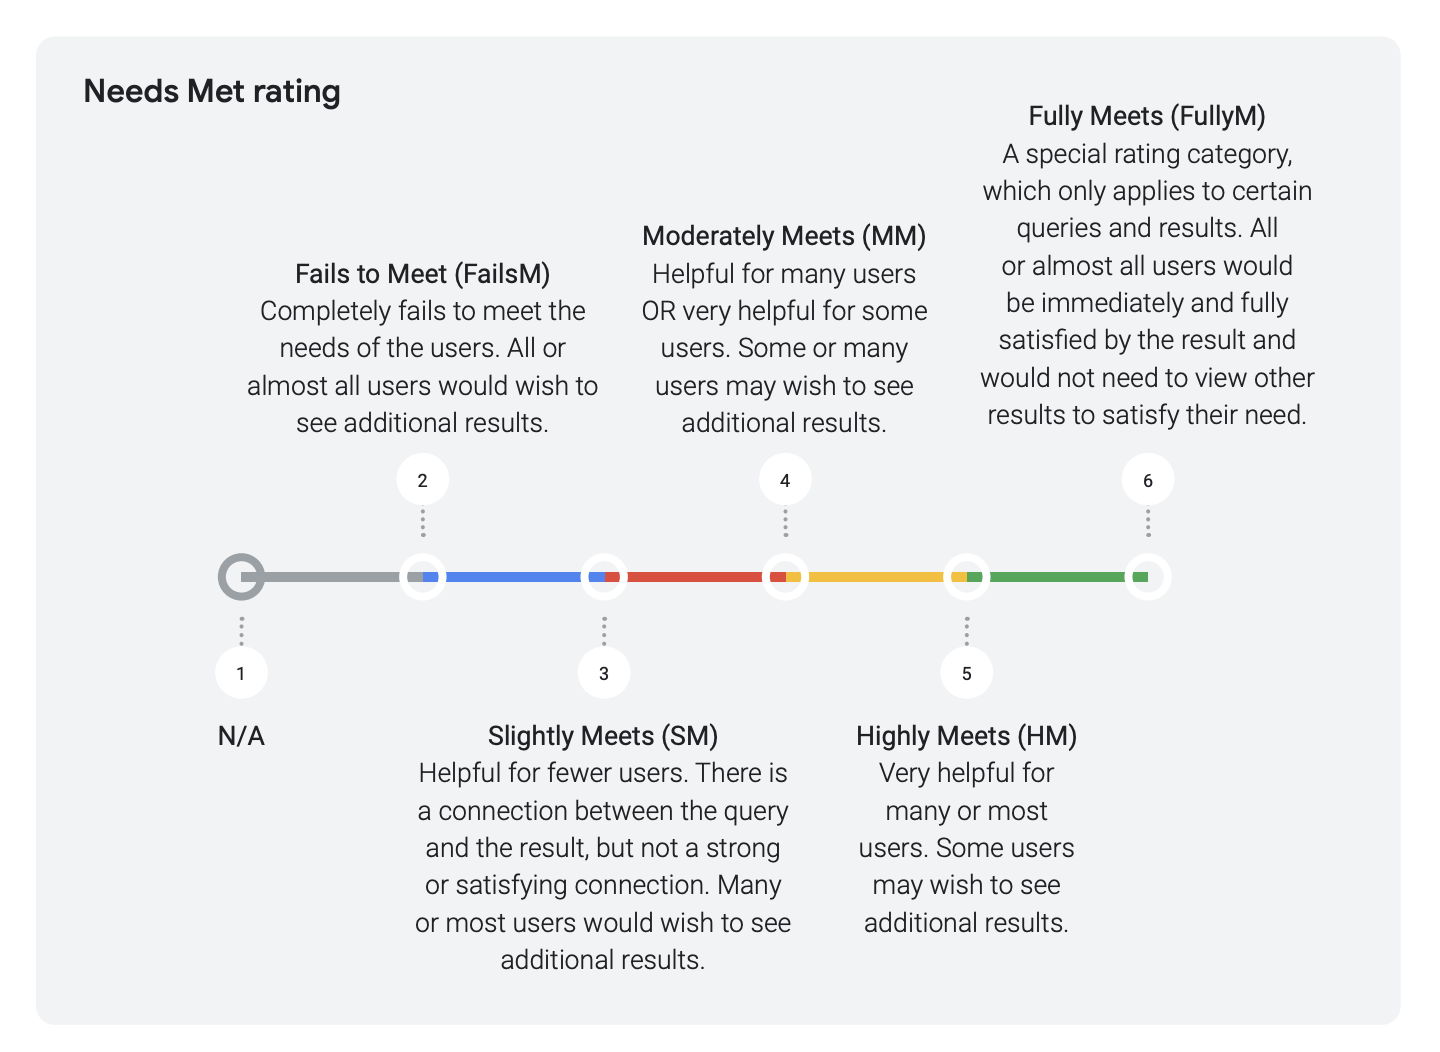 Needs Met rating
Fully Meets (FullyM)
A special rating category,
which only applies to certain
queries and results. All
or almost all users would
be immediately and fully
satisfied by the result and
would not need to view other
results to satisfy their need.
Moderately Meets (MM)
Helpful for many users
OR very helpful for some
users. Some or many
users may wish to see
additional results.
Fails to Meet (FailsM)
Completely fails to meet the
needs of the users. All or
almost all users would wish to
see additional results.
2
4
6
1
3
5
N/A
Slightly Meets (SM)
Helpful for fewer users. There is
a connection between the query
and the result, but not a strong
or satisfying connection. Many
or most users would wish to see
additional results.
Highly Meets (HM)
Very helpful for
many or most
users. Some users
may wish to see
additional results.